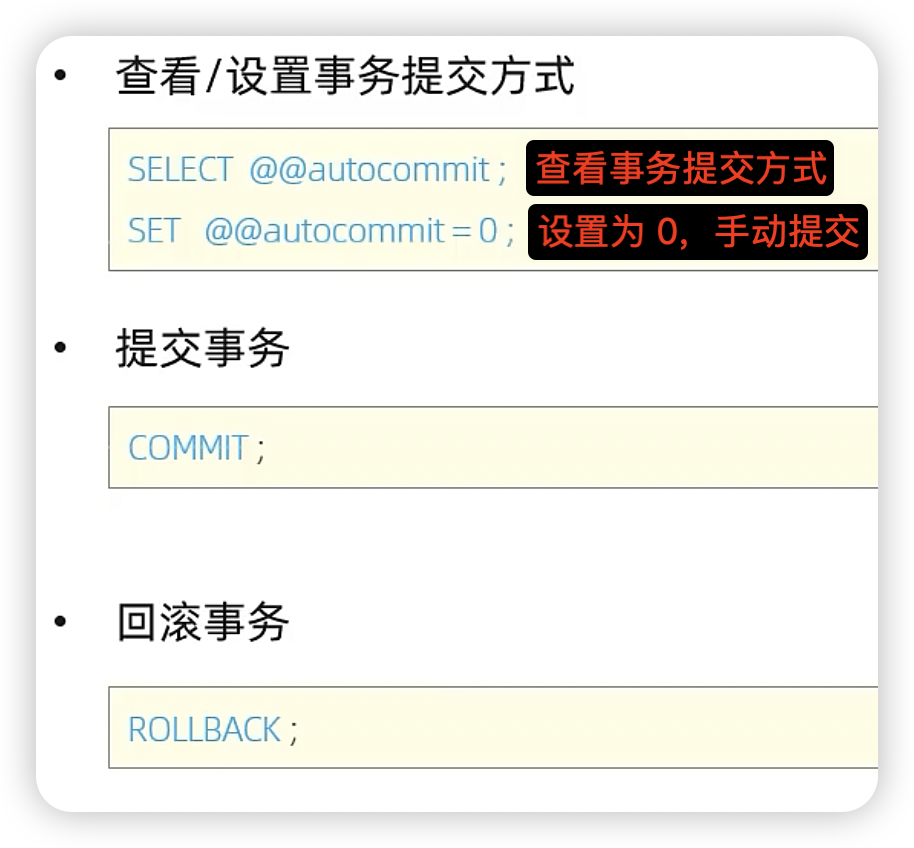 • 查看/设置事务提交方式
SELECT @@autocommit ; 查看事务提交方式
SET @@autocommit = 0 ; 设置为 0，手动提交
• 提交事务
COMMIT ;
• 回滚事务
ROLLBACK ;